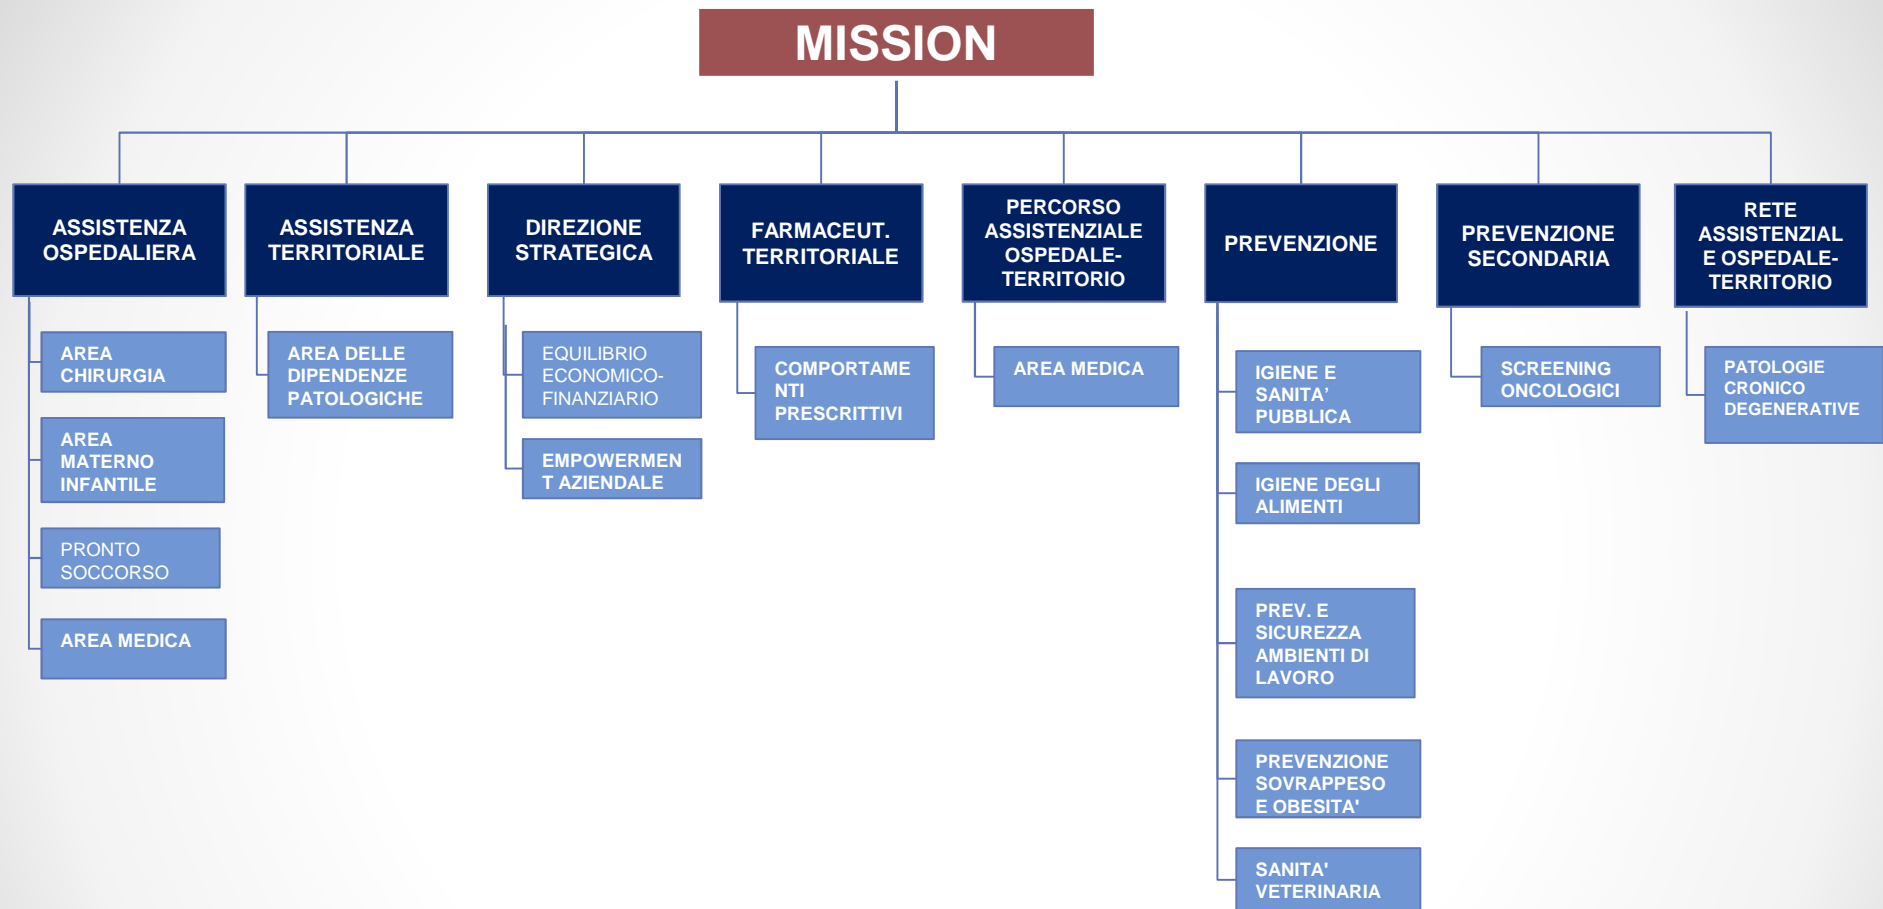 MISSION
ASSISTENZA
OSPEDALIERA
ASSISTENZA
TERRITORIALE
DIREZIONE
STRATEGICA
FARMACEUT.
TERRITORIALE
PERCORSO
ASSISTENZIALE
OSPEDALE-
TERRITORIO
PREVENZIONE
PREVENZIONE
SECONDARIA
RETE
ASSISTENZIAL
E OSPEDALE-
TERRITORIO
AREA
CHIRURGIA
AREA
MATERNO
INFANTILE
PRONTO
SOCCORSO
AREA MEDICA
AREA DELLE
DIPENDENZE
PATOLOGICHE
EQUILIBRIO
ECONOMICO-
FINANZIARIO
EMPOWERMEN
T AZIENDALE
COMPORTAME
NTI
PRESCRITTIVI
AREA MEDICA
IGIENE E
SANITA’
PUBBLICA
IGIENE DEGLI
ALIMENTI
PREV. E
SICUREZZA
AMBIENTI DI
LAVORO
PREVENZIONE
SOVRAPPESO
E OBESITA'
SANITA'
VETERINARIA
SCREENING
ONCOLOGICI
PATOLOGIE
CRONICO
DEGENERATIVE